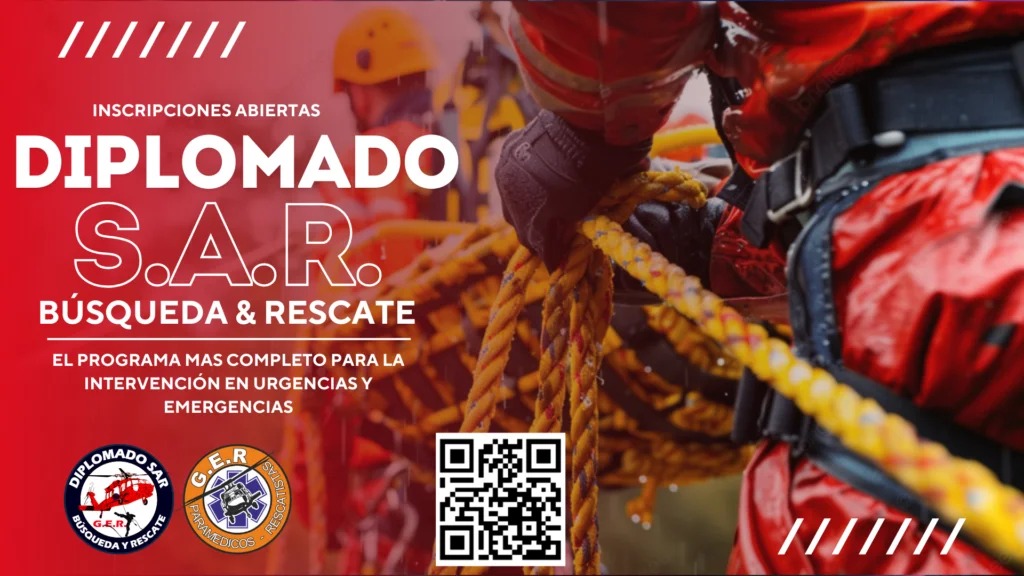 INSCRIPCIONES ABIERTAS
DIPLOMADO
S.A.R.
BÚSQUEDA & RESCATE
EL PROGRAMA MAS COMPLETO PARA LA
INTERVENCIÓN EN URGENCIAS Y
EMERGENCIAS
DIPLOMADO SAR
G.E.R.
BÚSQUEDA Y RESCATE
G.E.R
PARAMEDICOS - RESCATISTAS